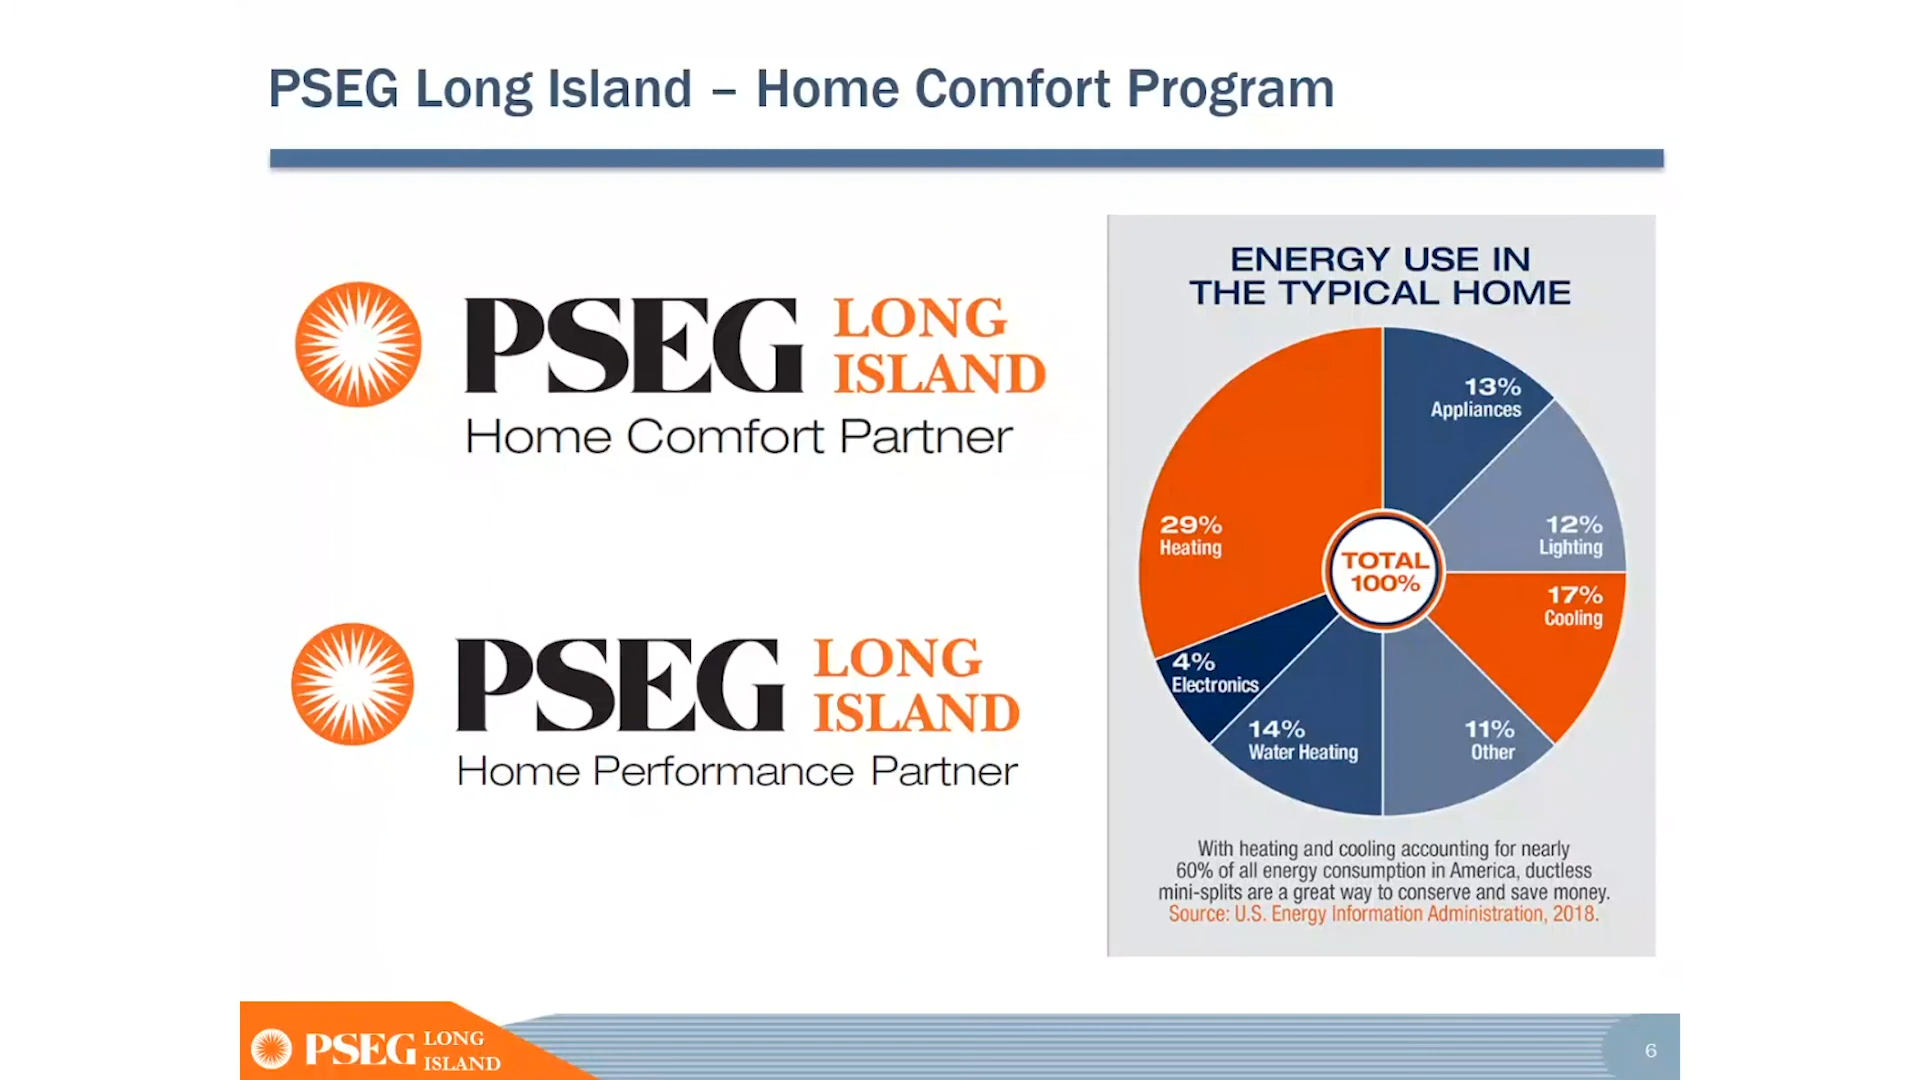 PSEG Long Island – Home Comfort Program
PSEG LONG ISLAND
Home Comfort Partner
PSEG LONG ISLAND
Home Performance Partner
ENERGY USE IN
THE TYPICAL HOME
13%
Appliances
12%
Lighting
17%
Cooling
11%
Other
14%
Water Heating
4%
Electronics
29%
Heating
TOTAL
100%
With heating and cooling accounting for nearly
60% of all energy consumption in America, ductless
mini-splits are a great way to conserve and save money.
Source: U.S. Energy Information Administration, 2018.
PSEG LONG ISLAND
6